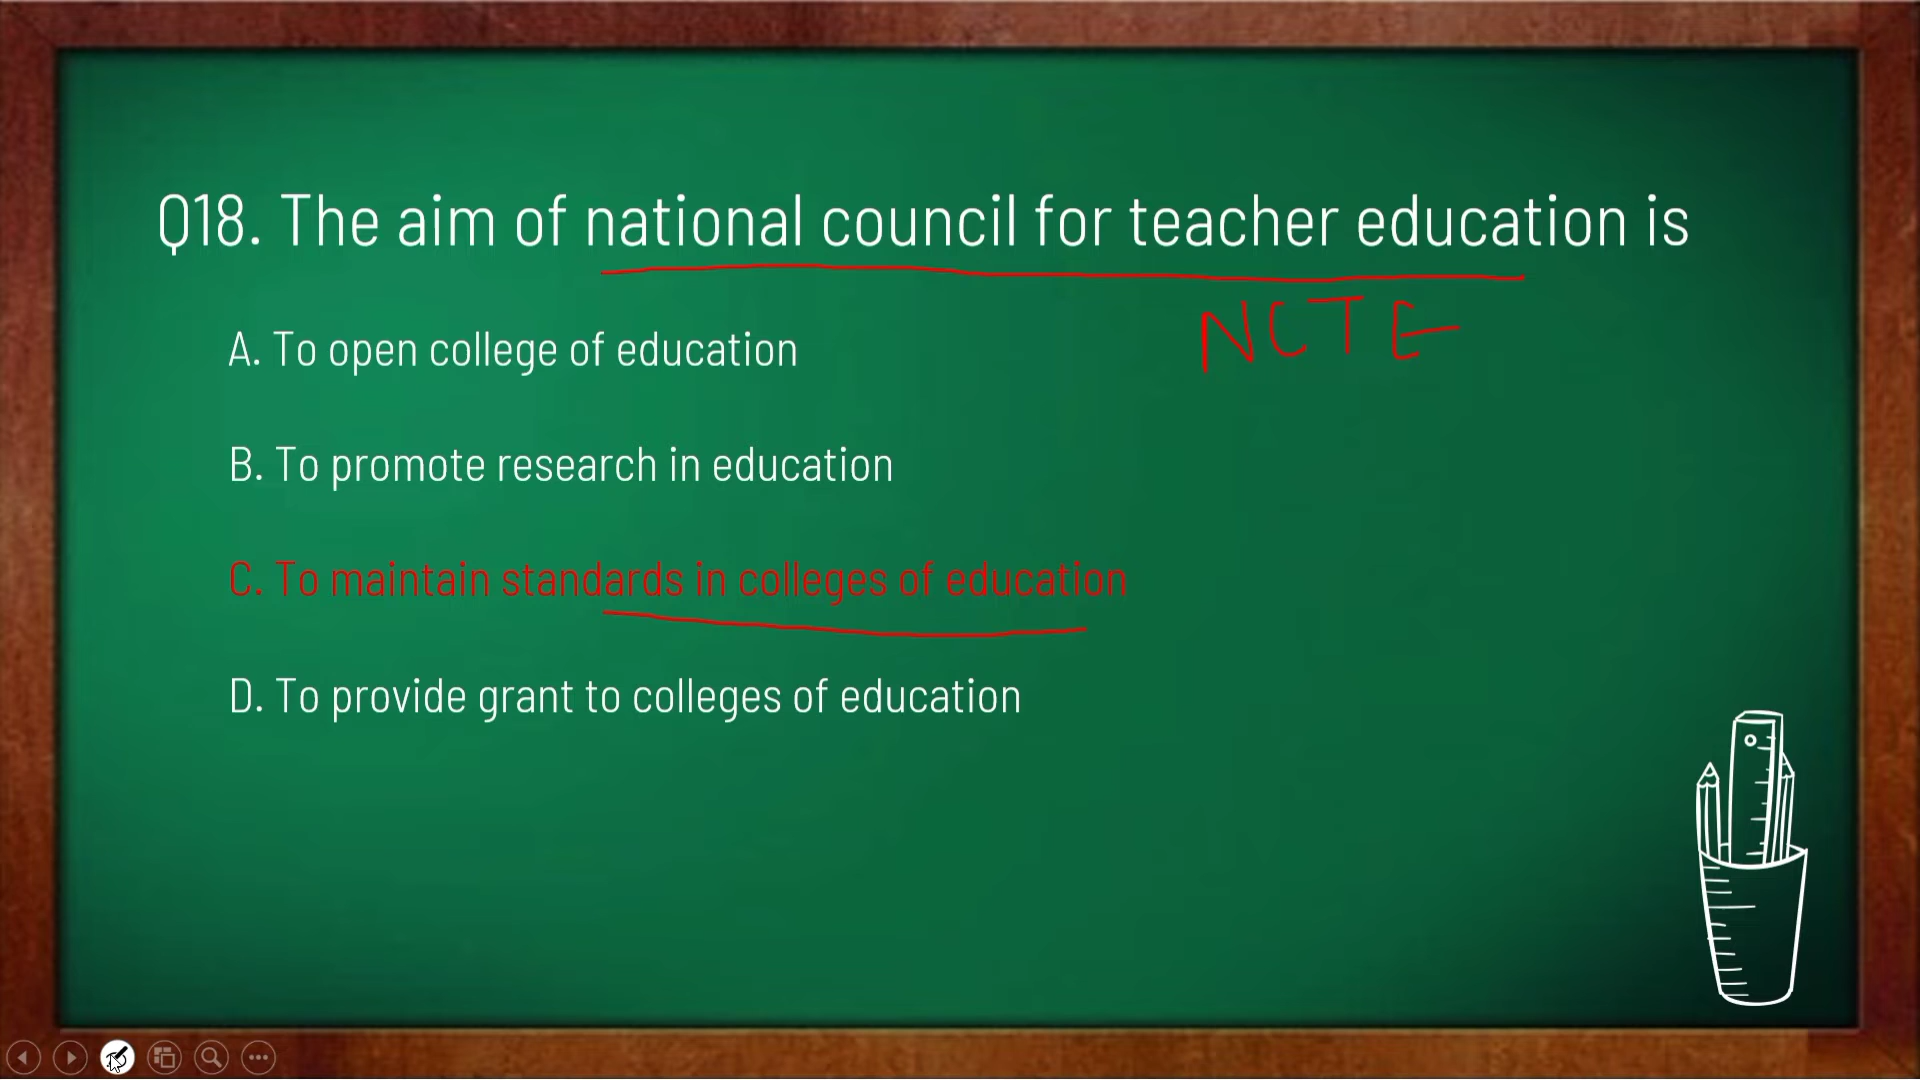 Q18. The aim of national council for teacher education is
NCTE
A. To open college of education
B. To promote research in education
C. To maintain standards in colleges of education
D. To provide grant to colleges of education